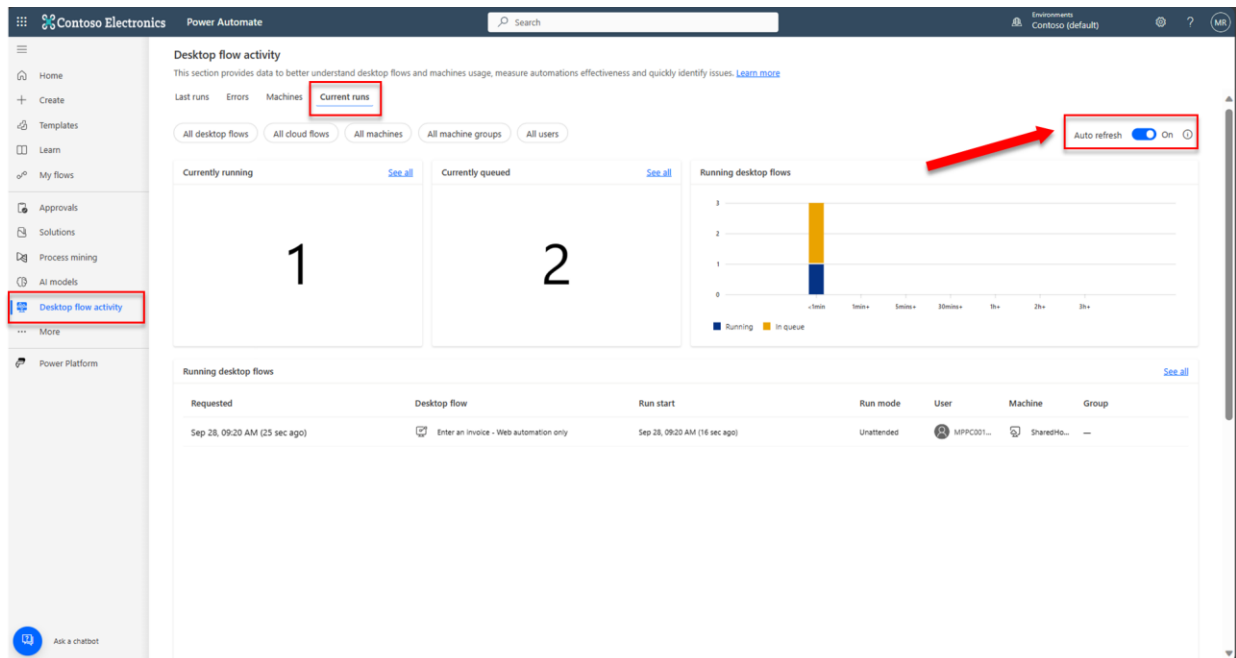 Contoso Electronics Power Automate
Search
Environments
Contoso (default)
?
MR
Home
Create
Templates
Learn
My flows
Approvals
Solutions
Process mining
AI models
Desktop flow activity
More
Power Platform
Ask a chatbot
Desktop flow activity
This section provides data to better understand desktop flows and machines usage, measure automations effectiveness and quickly identify issues. Learn more
Last runs Errors Machines Current runs
All desktop flows All cloud flows All machines All machine groups All users
Auto refresh On
Currently running See all
1
Currently queued See all
2
Running desktop flows
3
2
1
0
<1min 1min+ 5mins+ 30mins+ 1h+ 2h+ 3h+
Running In queue
Running desktop flows See all
Requested Desktop flow Run start Run mode User Machine Group
Sep 28, 09:20 AM (25 sec ago) Enter an invoice - Web automation only Sep 28, 09:20 AM (16 sec ago) Unattended MPPC001... SharedHo... —